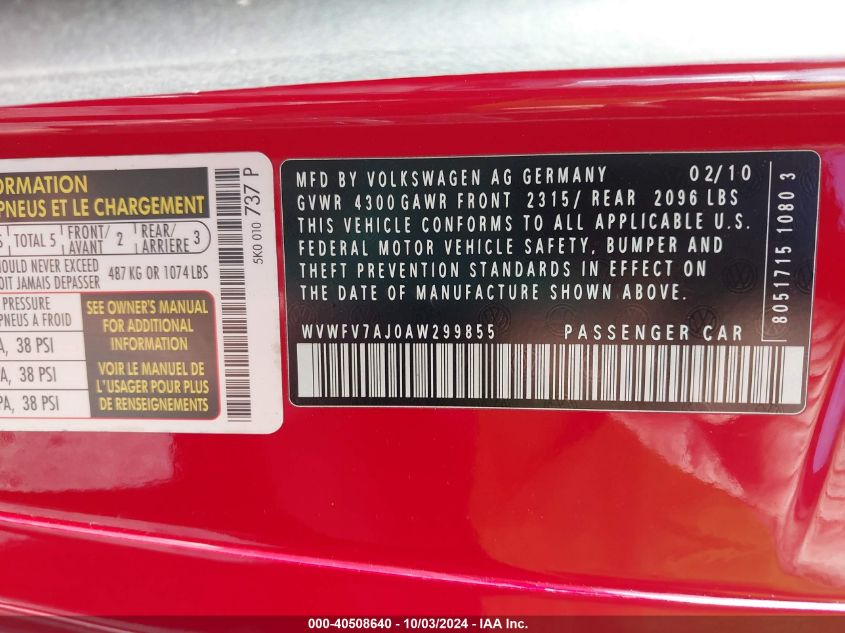 ORMATION
PNEUS ET LE CHARGEMENT
TOTAL 5 FRONT/AVANT 2 REAR/ARRIERE 3
HOULD NEVER EXCEED
OIT JAMAIS DEPASSER
487 KG OR 1074 LBS
PRESSURE
PNEUS A FROID
A, 38 PSI
A, 38 PSI
PA, 38 PSI
SEE OWNER'S MANUAL
FOR ADDITIONAL
INFORMATION
VOIR LE MANUEL DE
L'USAGER POUR PLUS
DE RENSEIGNEMENTS
5K0 010 737 P
MFD BY VOLKSWAGEN AG GERMANY 02/10
GVWR 4300 GAWR FRONT 2315/ REAR 2096 LBS
THIS VEHICLE CONFORMS TO ALL APPLICABLE U.S.
FEDERAL MOTOR VEHICLE SAFETY, BUMPER AND
THEFT PREVENTION STANDARDS IN EFFECT ON
THE DATE OF MANUFACTURE SHOWN ABOVE.
WVWFV7AJ0AW299855 PASSENGER CAR
8051715 1080 3
000-40508640 - 10/03/2024 - IAA Inc.